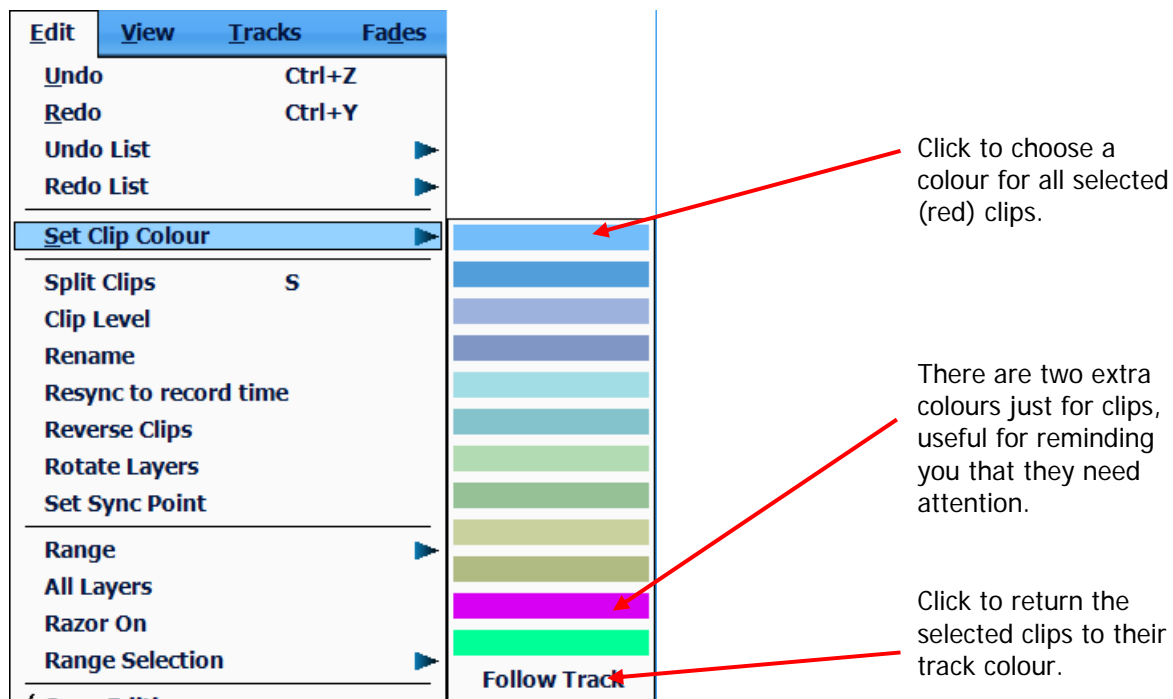 Edit View Tracks Fades
Undo Ctrl+Z
Redo Ctrl+Y
Undo List
Redo List
Set Clip Colour
Split Clips S
Clip Level
Rename
Resync to record time
Reverse Clips
Rotate Layers
Set Sync Point
Range
All Layers
Razor On
Range Selection
Follow Track
Click to choose a
colour for all selected
(red) clips.
There are two extra
colours just for clips,
useful for reminding
you that they need
attention.
Click to return the
selected clips to their
track colour.